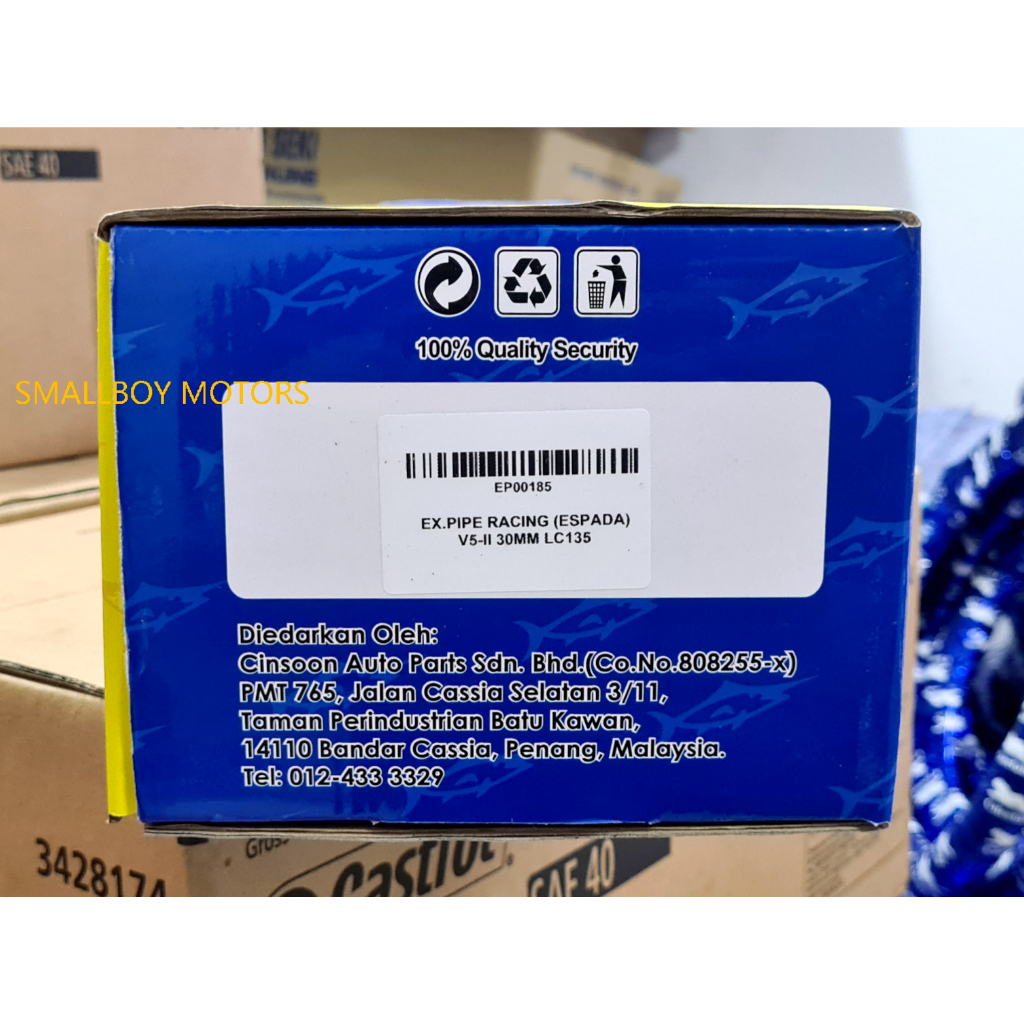 SAE 40
100% Quality Security
SMALLBOY MOTORS
EP00185
EX.PIPE RACING (ESPADA)
V5-II 30MM LC135
Diedarkan Oleh:
Cinsoon Auto Parts Sdn. Bhd.(Co.No.808255-x)
PMT 765, Jalan Cassia Selatan 3/11,
Taman Perindustrian Batu Kawan,
14110 Bandar Cassia, Penang, Malaysia.
Tel: 012-433 3329
3428174
Gross
Castrol
SAE 40